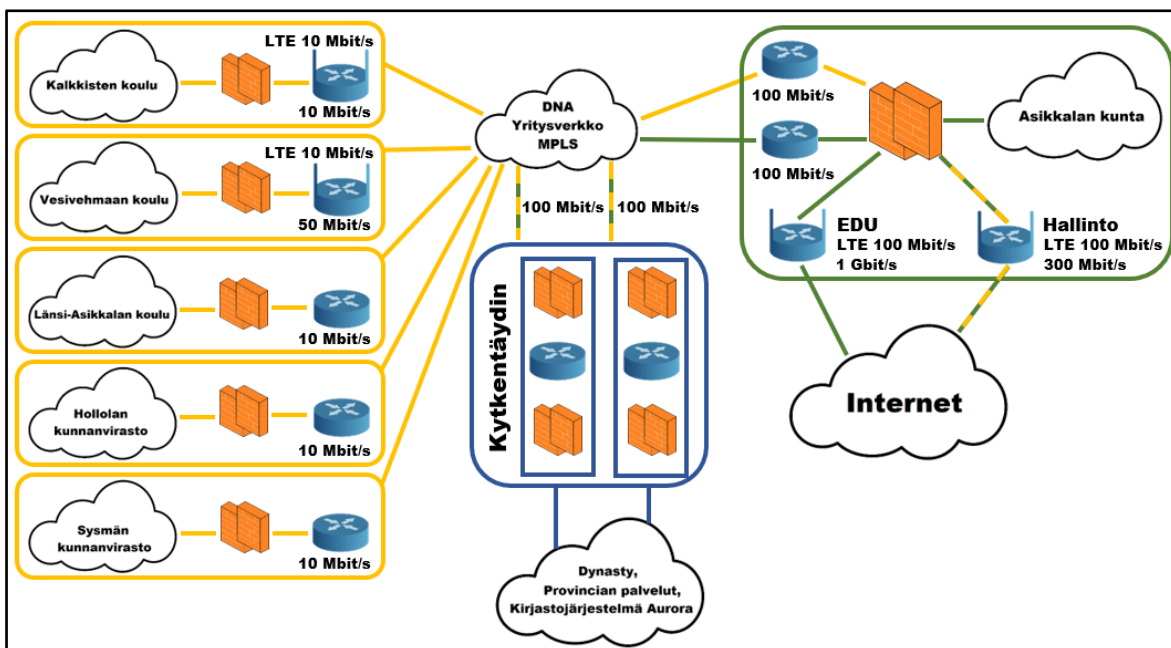 LTE 10 Mbit/s
Kalkkisten koulu
10 Mbit/s
LTE 10 Mbit/s
Vesivehmaan koulu
50 Mbit/s
Länsi-Asikkalan koulu
10 Mbit/s
Hollolan
kunnanvirasto
10 Mbit/s
Sysmän
kunnanvirasto
10 Mbit/s
DNA
Yritysverkko
MPLS
100 Mbit/s
100 Mbit/s
Kytkentäydin
Dynasty,
Provincian palvelut,
Kirjastojärjestelmä Aurora
100 Mbit/s
100 Mbit/s
Asikkalan kunta
EDU
LTE 100 Mbit/s
1 Gbit/s
Hallinto
LTE 100 Mbit/s
300 Mbit/s
Internet